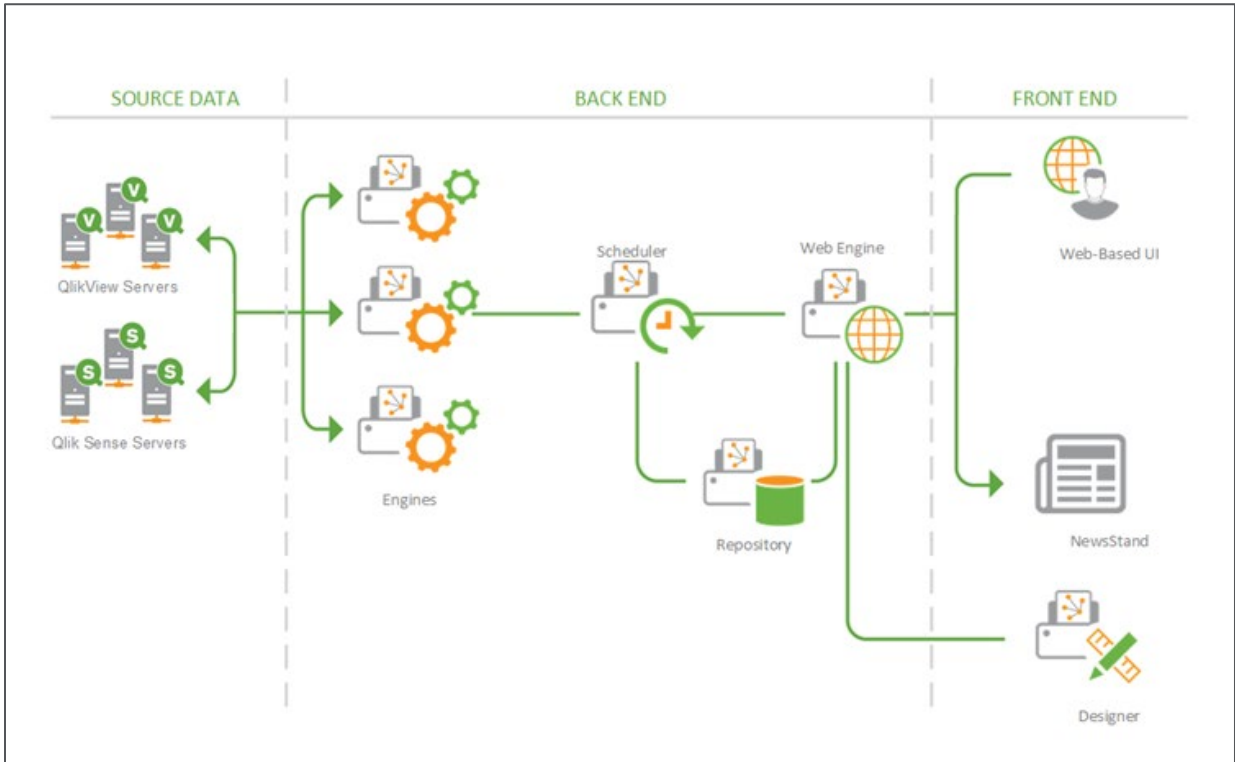 SOURCE DATA
BACK END
FRONT END
V
V
V
QlikView Servers
S
S
S
Qlik Sense Servers
Engines
Scheduler
Web Engine
Repository
Web-Based UI
NewsStand
Designer